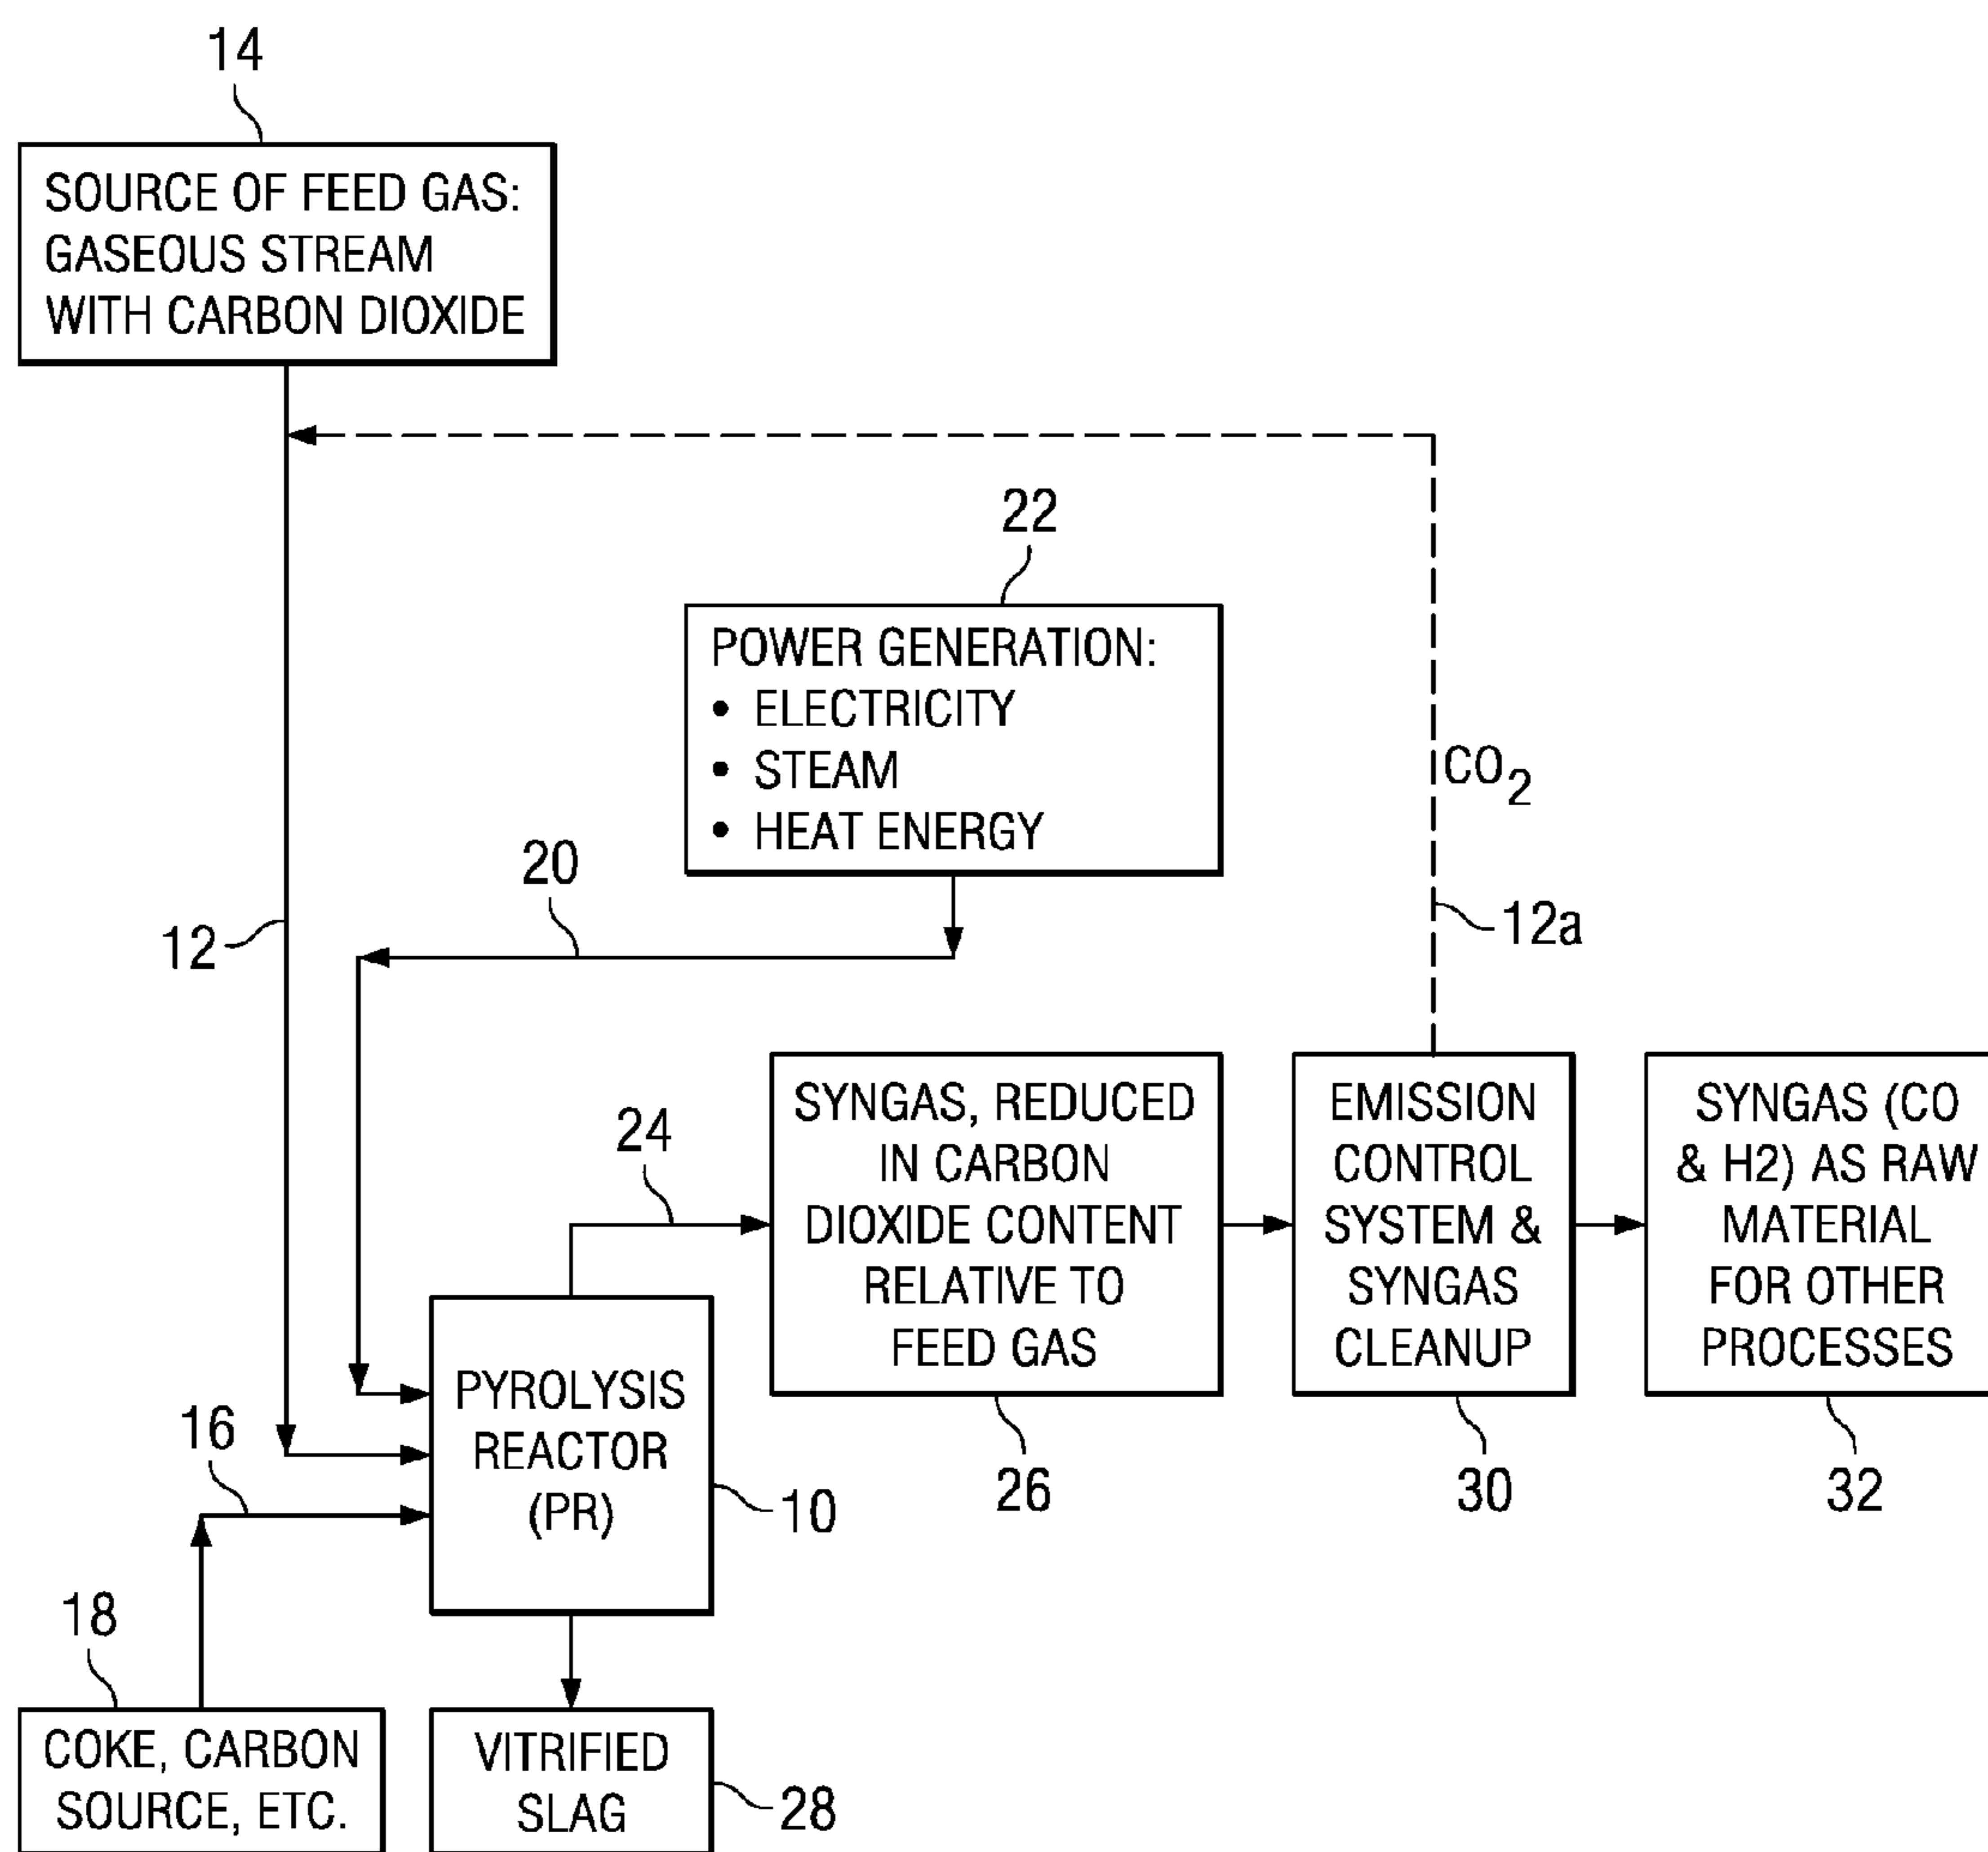 14
SOURCE OF FEED GAS:
GASEOUS STREAM
WITH CARBON DIOXIDE
22
POWER GENERATION:
• ELECTRICITY
• STEAM
• HEAT ENERGY
CO2
20
12
12a
24
SYNGAS, REDUCED
IN CARBON
DIOXIDE CONTENT
RELATIVE TO
FEED GAS
26
EMISSION
CONTROL
SYSTEM &
SYNGAS
CLEANUP
30
SYNGAS (CO
& H2) AS RAW
MATERIAL
FOR OTHER
PROCESSES
32
16
PYROLYSIS
REACTOR
(PR)
10
18
COKE, CARBON
SOURCE, ETC.
VITRIFIED
SLAG
28